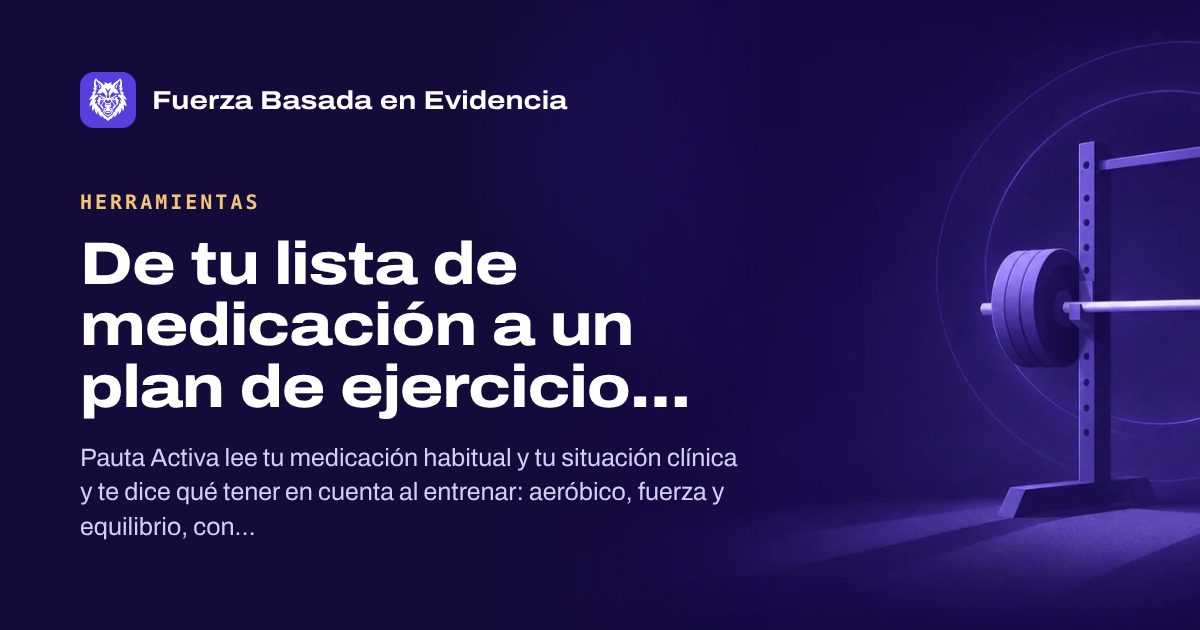 Fuerza Basada en Evidencia
HERRAMIENTAS
De tu lista de
medicación a un
plan de ejercicio...
Pauta Activa lee tu medicación habitual y tu situación clínica
y te dice qué tener en cuenta al entrenar: aeróbico, fuerza y
equilibrio, con...